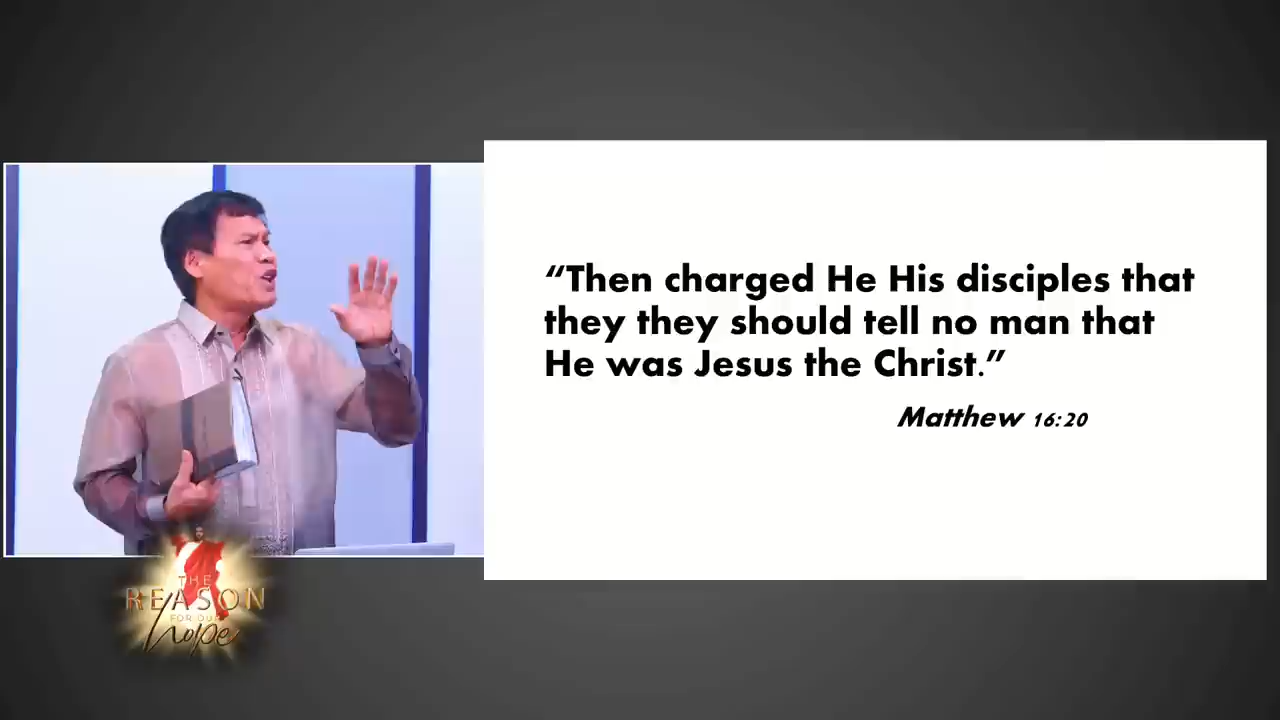 “Then charged He His disciples that
they they should tell no man that
He was Jesus the Christ.”
Matthew 16:20
THE
REASON
FOR OUR
hope